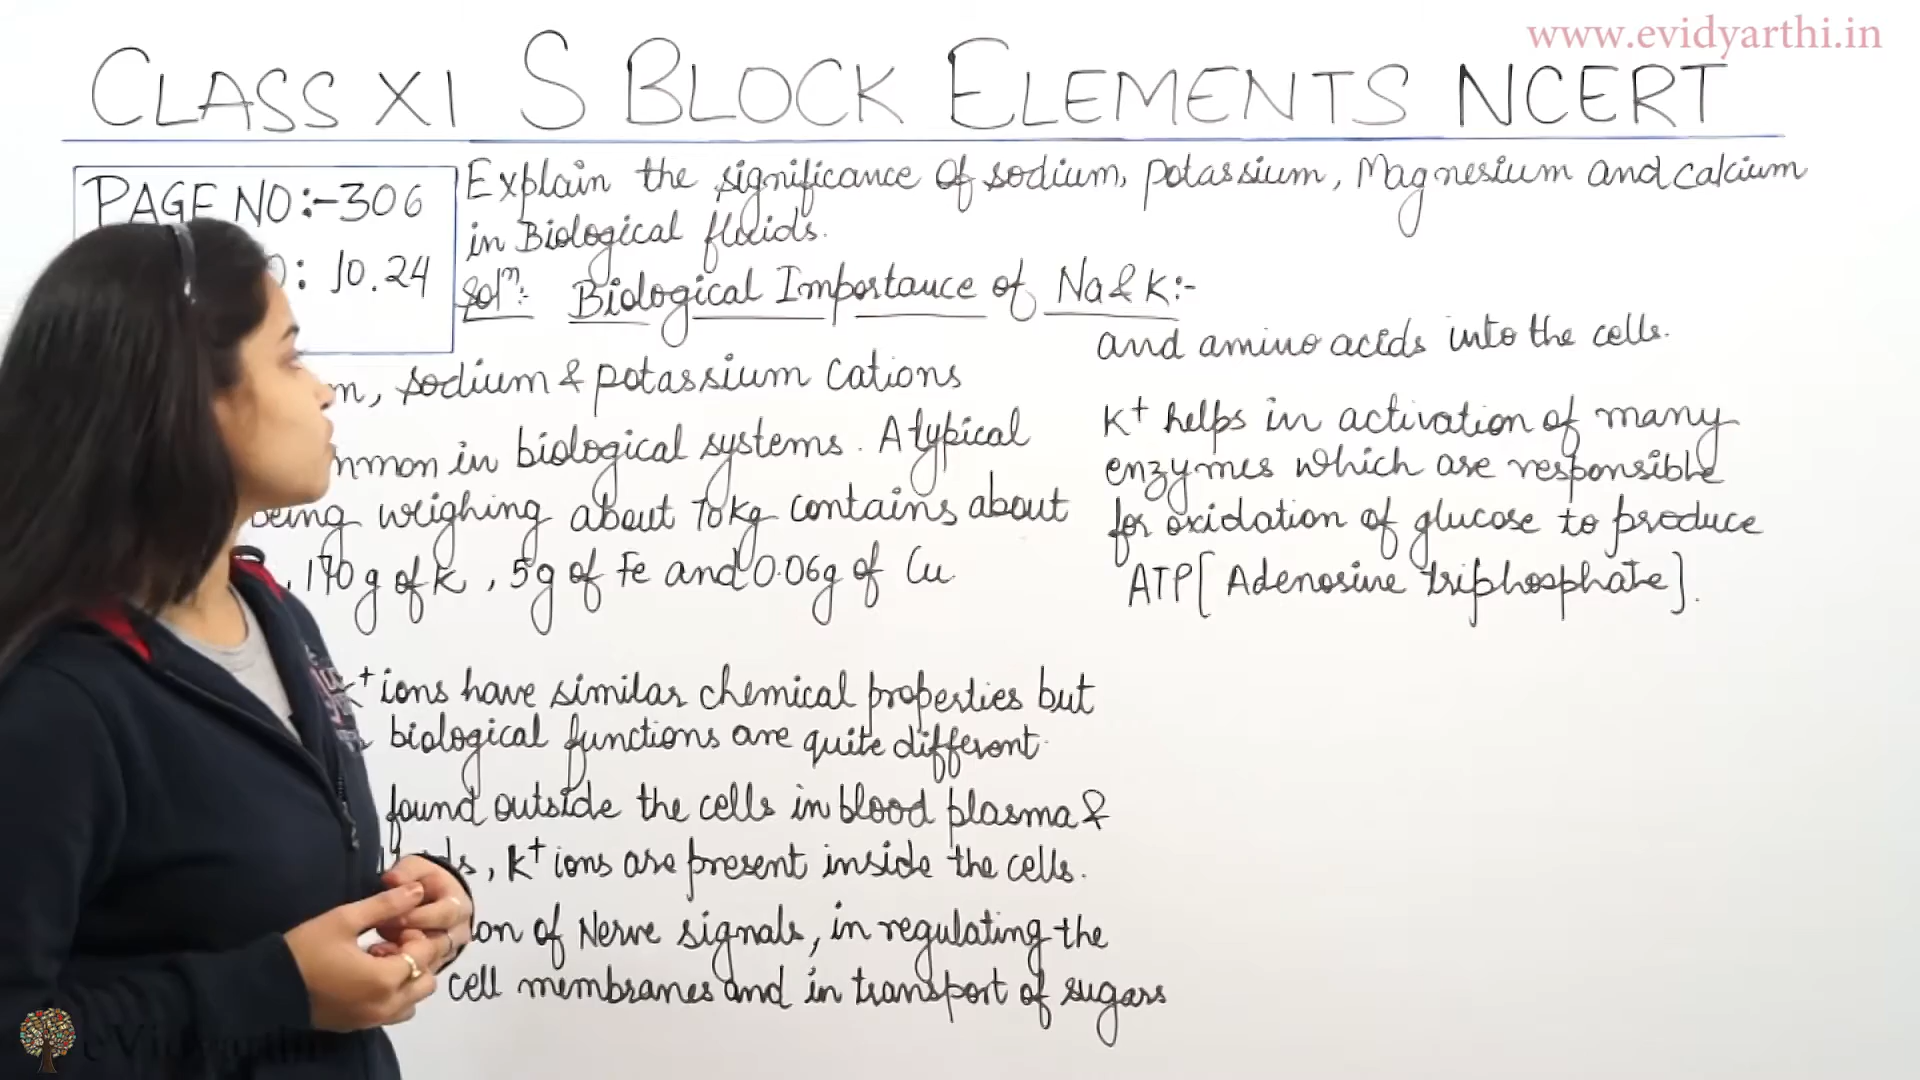 www.evidyarthi.in
CLASS XI S BLOCK ELEMENTS NCERT
PAGE NO:-306
: 10.24
Explain the significance of sodium, potassium, Magnesium and calcium
in Biological fluids.
Solⁿ:- Biological Importance of Na & K:-
m, sodium & potassium cations
mmon in biological systems. A typical
being weighing about 70kg contains about
, 170g of K, 5g of Fe and 0.06g of Cu
K⁺ ions have similar chemical properties but
biological functions are quite different
found outside the cells in blood plasma &
, K⁺ ions are present inside the cells.
ion of Nerve signals, in regulating the
cell membranes and in transport of sugars
and amino acids into the cells.
K⁺ helps in activation of many
enzymes which are responsible
for oxidation of glucose to produce
ATP[Adenosine triphosphate].
eVidyarthi